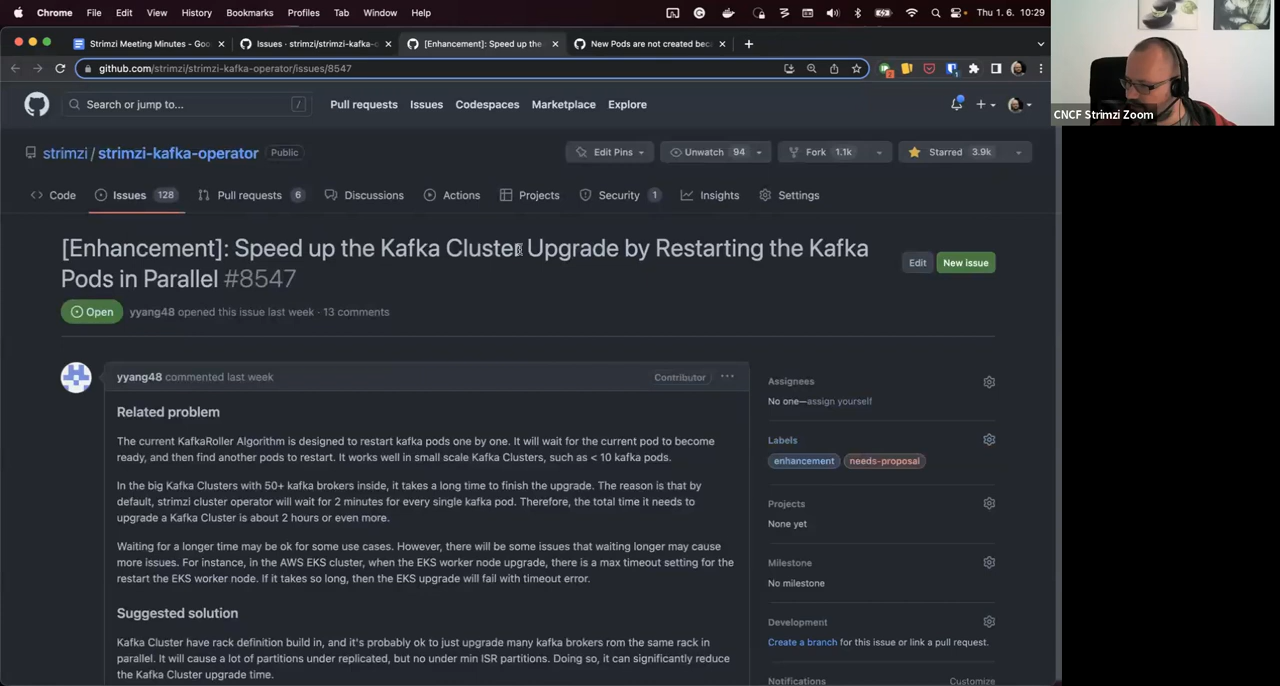 Chrome File Edit View History Bookmarks Profiles Tab Window Help Thu 1. 6. 10:29
Strimzi Meeting Minutes - Goo Issues · strimzi/strimzi-kafka-o [Enhancement]: Speed up the New Pods are not created bec
github.com/strimzi/strimzi-kafka-operator/issues/8547
CNCF Strimzi Zoom
Search or jump to... / Pull requests Issues Codespaces Marketplace Explore
strimzi / strimzi-kafka-operator Public Edit Pins Unwatch 94 Fork 1.1k Starred 3.9k
Code Issues 128 Pull requests 6 Discussions Actions Projects Security 1 Insights Settings
[Enhancement]: Speed up the Kafka Cluster Upgrade by Restarting the Kafka
Pods in Parallel #8547
Edit New issue
Open yyang48 opened this issue last week · 13 comments
yyang48 commented last week Contributor ···
Related problem
The current KafkaRoller Algorithm is designed to restart kafka pods one by one. It will wait for the current pod to become
ready, and then find another pods to restart. It works well in small scale Kafka Clusters, such as < 10 kafka pods.
In the big Kafka Clusters with 50+ kafka brokers inside, it takes a long time to finish the upgrade. The reason is that by
default, strimzi cluster operator will wait for 2 minutes for every single kafka pod. Therefore, the total time it needs to
upgrade a Kafka Cluster is about 2 hours or even more.
Waiting for a longer time may be ok for some use cases. However, there will be some issues that waiting longer may cause
more issues. For instance, in the AWS EKS cluster, when the EKS worker node upgrade, there is a max timeout setting for the
restart the EKS worker node. If it takes so long, then the EKS upgrade will fail with timeout error.
Suggested solution
Kafka Cluster have rack definition build in, and it's probably ok to just upgrade many kafka brokers rom the same rack in
parallel. It will cause a lot of partitions under replicated, but no under min ISR partitions. Doing so, it can significantly reduce
the Kafka Cluster upgrade time.
Assignees
No one—assign yourself
Labels
enhancement needs-proposal
Projects
None yet
Milestone
No milestone
Development
Create a branch for this issue or link a pull request.
Notifications Customize